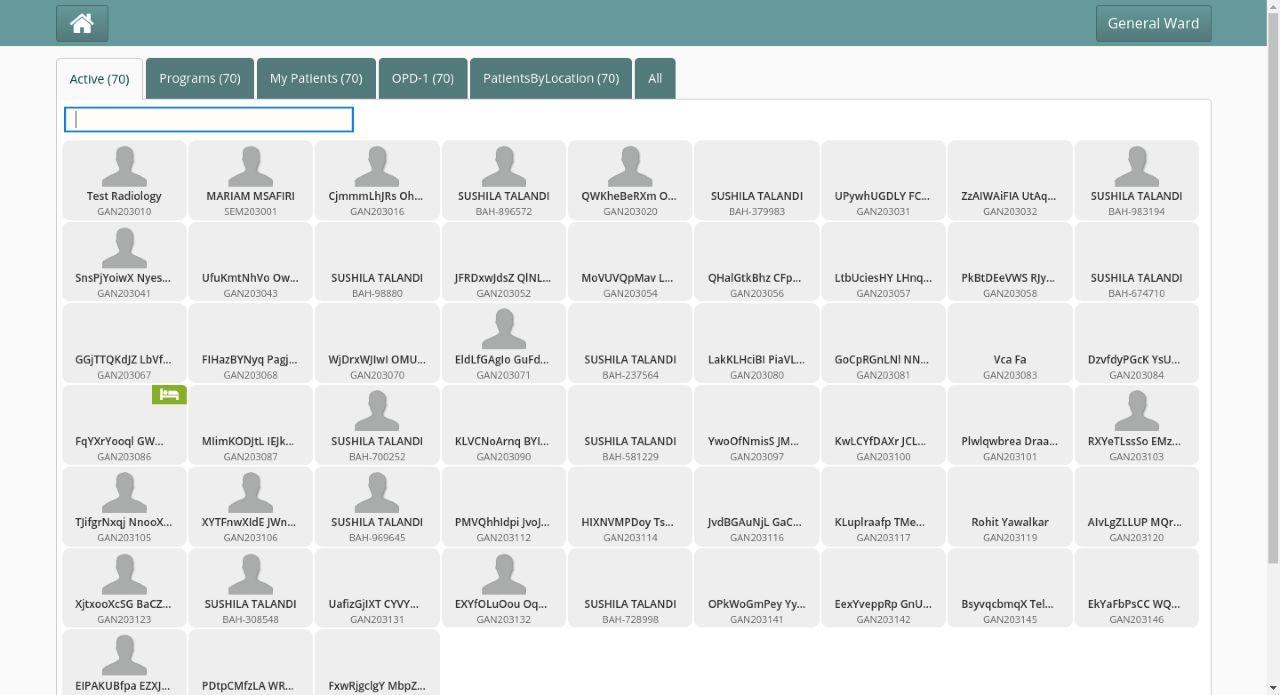 General Ward
Active (70)
Programs (70)
My Patients (70)
OPD-1 (70)
PatientsByLocation (70)
All
Test Radiology
GAN203010
MARIAM MSAFIRI
SEM203001
CjmmmLhJRs Oh...
GAN203016
SUSHILA TALANDI
BAH-896572
QWKheBeRXm O...
GAN203020
SUSHILA TALANDI
BAH-379983
UPywhUGDLY FC...
GAN203031
ZzAIWAiFIA UtAq...
GAN203032
SUSHILA TALANDI
BAH-983194
SnsPjYoiwX Nyes...
GAN203041
UfuKmtNhVo Ow...
GAN203043
SUSHILA TALANDI
BAH-98880
JFRDxwJdsZ QlNL...
GAN203052
MoVUVQpMav L...
GAN203054
QHalGtkBhz CFp...
GAN203056
LtbUciesHY LHnq...
GAN203057
PkBtDEeVWS RJy...
GAN203058
SUSHILA TALANDI
BAH-674710
GGjTTQKdJZ LbVf...
GAN203067
FIHazBYNyq Pagj...
GAN203068
WjDrxWJIwI OMU...
GAN203070
EldLfGAgIo GuFd...
GAN203071
SUSHILA TALANDI
BAH-237564
LakKLHciBI PiaVL...
GAN203080
GoCpRGnLNl NN...
GAN203081
Vca Fa
GAN203083
DzvfdyPGcK YsU...
GAN203084
FqYXrYooql GW...
GAN203086
MIimKODJtL IEJk...
GAN203087
SUSHILA TALANDI
BAH-700252
KLVCNoArnq BYI...
GAN203090
SUSHILA TALANDI
BAH-581229
YwoOfNmisS JM...
GAN203097
KwLCYfDAXr JCL...
GAN203100
Plwlqwbrea Draa...
GAN203101
RXYeTLssSo EMz...
GAN203103
TJifgrNxqj NnooX...
GAN203105
XYTFnwXIdE JWn...
GAN203106
SUSHILA TALANDI
BAH-969645
PMVQhhIdpi JvoJ...
GAN203112
HIXNVMPDoy Ts...
GAN203114
JvdBGAuNjL GaC...
GAN203116
KLuplraafp TMe...
GAN203117
Rohit Yawalkar
GAN203119
AIvLgZLLUP MQr...
GAN203120
XjtxooXcSG BaCZ...
GAN203123
SUSHILA TALANDI
BAH-308548
UafizGjIXT CYVY...
GAN203131
EXYfOLuOou Oq...
GAN203132
SUSHILA TALANDI
BAH-728998
OPkWoGmPey Yy...
GAN203141
EexYveppRp GnU...
GAN203142
BsyvqcbmqX Tel...
GAN203145
EkYaFbPsCC WQ...
GAN203146
EIPAKUBfpa EZXJ...
PDtpCMfzLA WR...
FxwRjgclgY MbpZ...